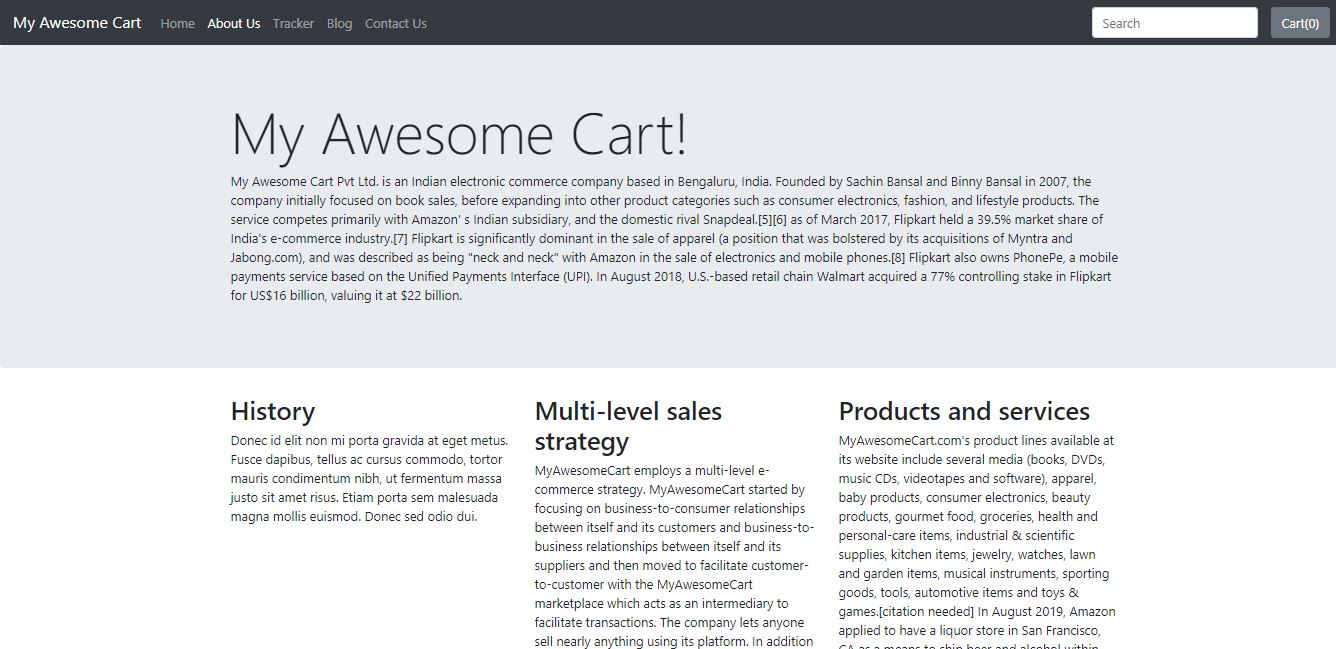 My Awesome Cart Home About Us Tracker Blog Contact Us Search Cart(0)
My Awesome Cart!
My Awesome Cart Pvt Ltd. is an Indian electronic commerce company based in Bengaluru, India. Founded by Sachin Bansal and Binny Bansal in 2007, the
company initially focused on book sales, before expanding into other product categories such as consumer electronics, fashion, and lifestyle products. The
service competes primarily with Amazon' s Indian subsidiary, and the domestic rival Snapdeal.[5][6] as of March 2017, Flipkart held a 39.5% market share of
India's e-commerce industry.[7] Flipkart is significantly dominant in the sale of apparel (a position that was bolstered by its acquisitions of Myntra and
Jabong.com), and was described as being "neck and neck" with Amazon in the sale of electronics and mobile phones.[8] Flipkart also owns PhonePe, a mobile
payments service based on the Unified Payments Interface (UPI). In August 2018, U.S.-based retail chain Walmart acquired a 77% controlling stake in Flipkart
for US$16 billion, valuing it at $22 billion.
History
Donec id elit non mi porta gravida at eget metus.
Fusce dapibus, tellus ac cursus commodo, tortor
mauris condimentum nibh, ut fermentum massa
justo sit amet risus. Etiam porta sem malesuada
magna mollis euismod. Donec sed odio dui.
Multi-level sales
strategy
MyAwesomeCart employs a multi-level e-
commerce strategy. MyAwesomeCart started by
focusing on business-to-consumer relationships
between itself and its customers and business-to-
business relationships between itself and its
suppliers and then moved to facilitate customer-
to-customer with the MyAwesomeCart
marketplace which acts as an intermediary to
facilitate transactions. The company lets anyone
sell nearly anything using its platform. In addition
Products and services
MyAwesomeCart.com's product lines available at
its website include several media (books, DVDs,
music CDs, videotapes and software), apparel,
baby products, consumer electronics, beauty
products, gourmet food, groceries, health and
personal-care items, industrial & scientific
supplies, kitchen items, jewelry, watches, lawn
and garden items, musical instruments, sporting
goods, tools, automotive items and toys &
games.[citation needed] In August 2019, Amazon
applied to have a liquor store in San Francisco,
CA as a means to ship beer and alcohol within